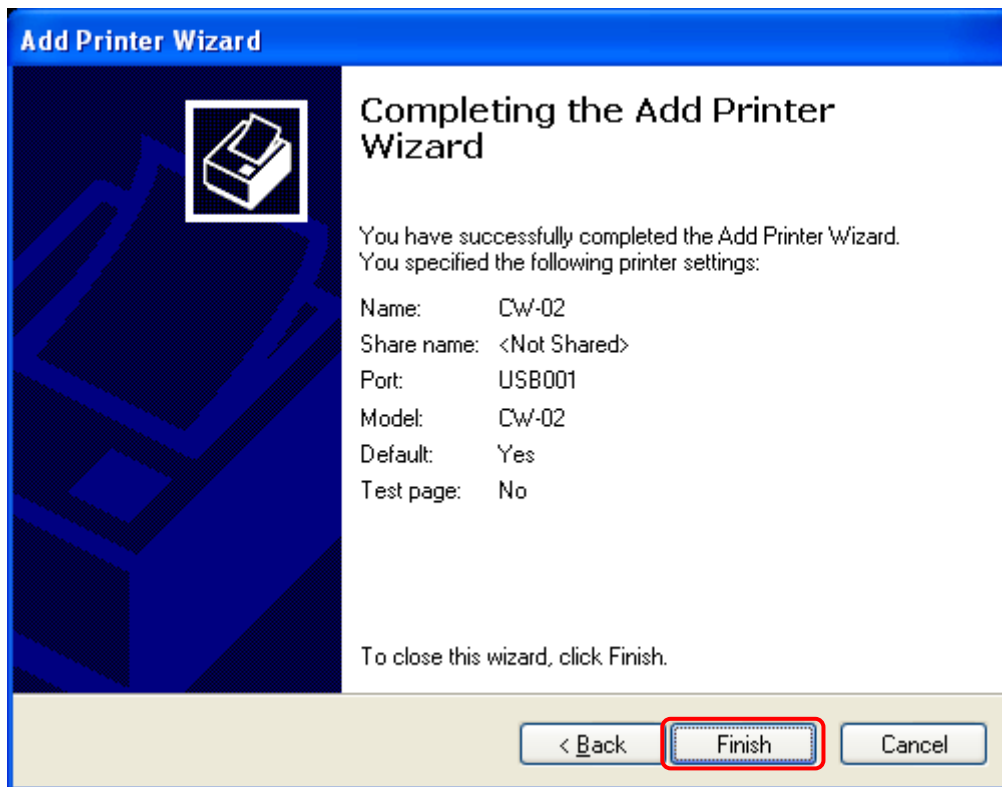 Add Printer Wizard
Completing the Add Printer
Wizard
You have successfully completed the Add Printer Wizard.
You specified the following printer settings:
Name: CW-02
Share name: <Not Shared>
Port: USB001
Model: CW-02
Default: Yes
Test page: No
To close this wizard, click Finish.
< Back Finish Cancel